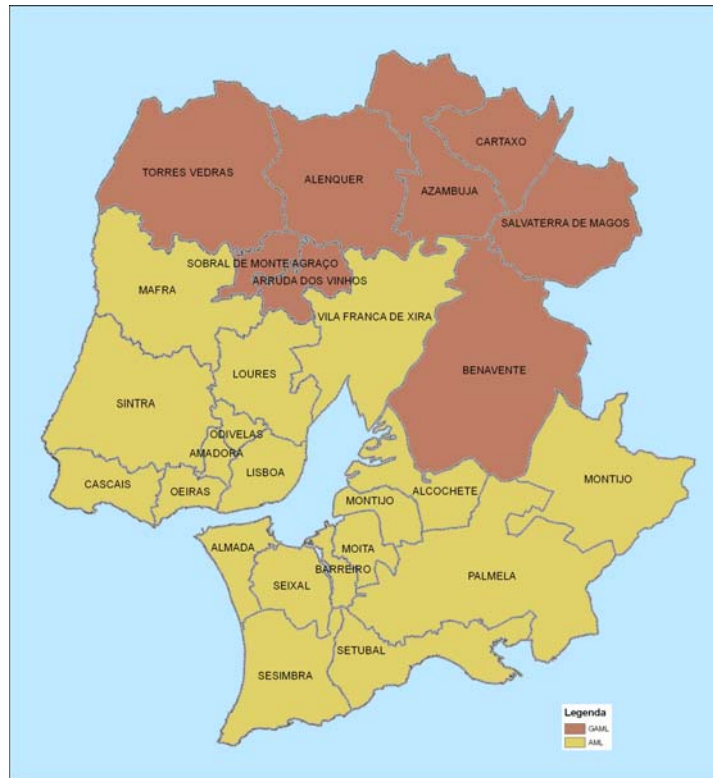 CARTAXO
TORRES VEDRAS
ALENQUER
AZAMBUJA
SALVATERRA DE MAGOS
SOBRAL DE MONTE AGRAÇO
ARRUDA DOS VINHOS
MAFRA
VILA FRANCA DE XIRA
BENAVENTE
LOURES
SINTRA
ODIVELAS
AMADORA
LISBOA
CASCAIS
OEIRAS
MONTIJO
ALCOCHETE
MONTIJO
ALMADA
MOITA
BARREIRO
SEIXAL
PALMELA
SETUBAL
SESIMBRA
Legenda
GAML
AML